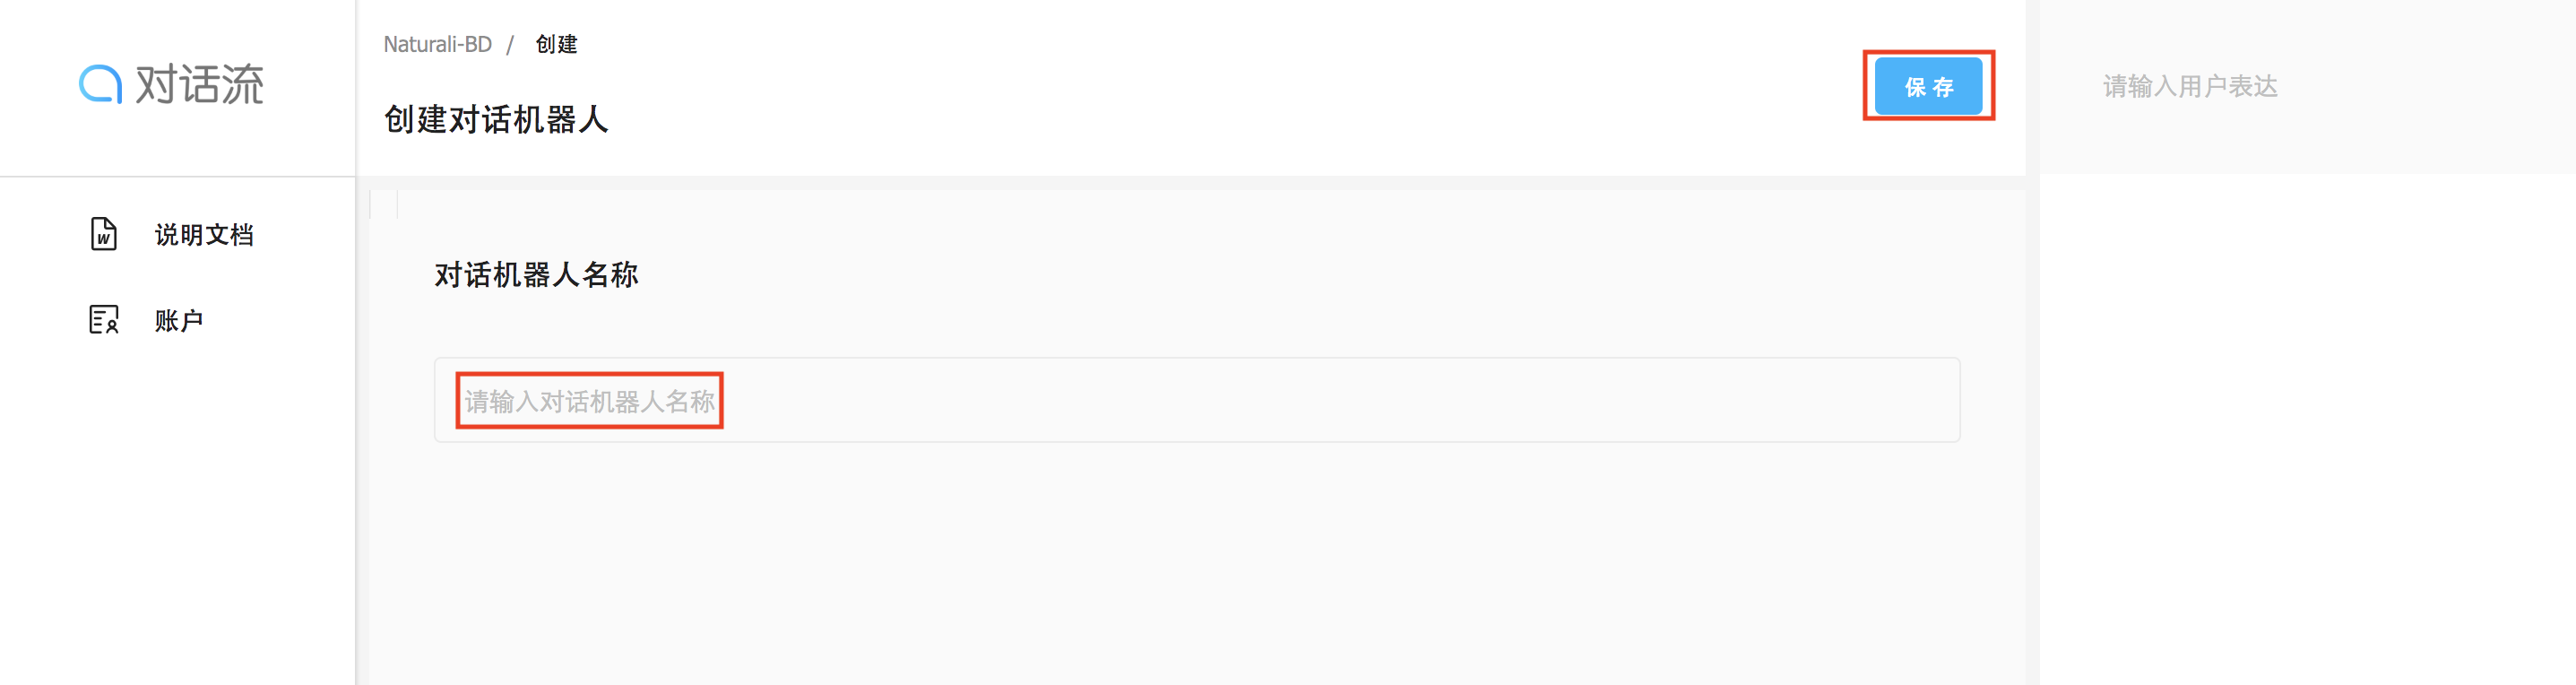 对话流
说明文档
账户
Naturali-BD / 创建
创建对话机器人
保存
对话机器人名称
请输入对话机器人名称
请输入用户表达